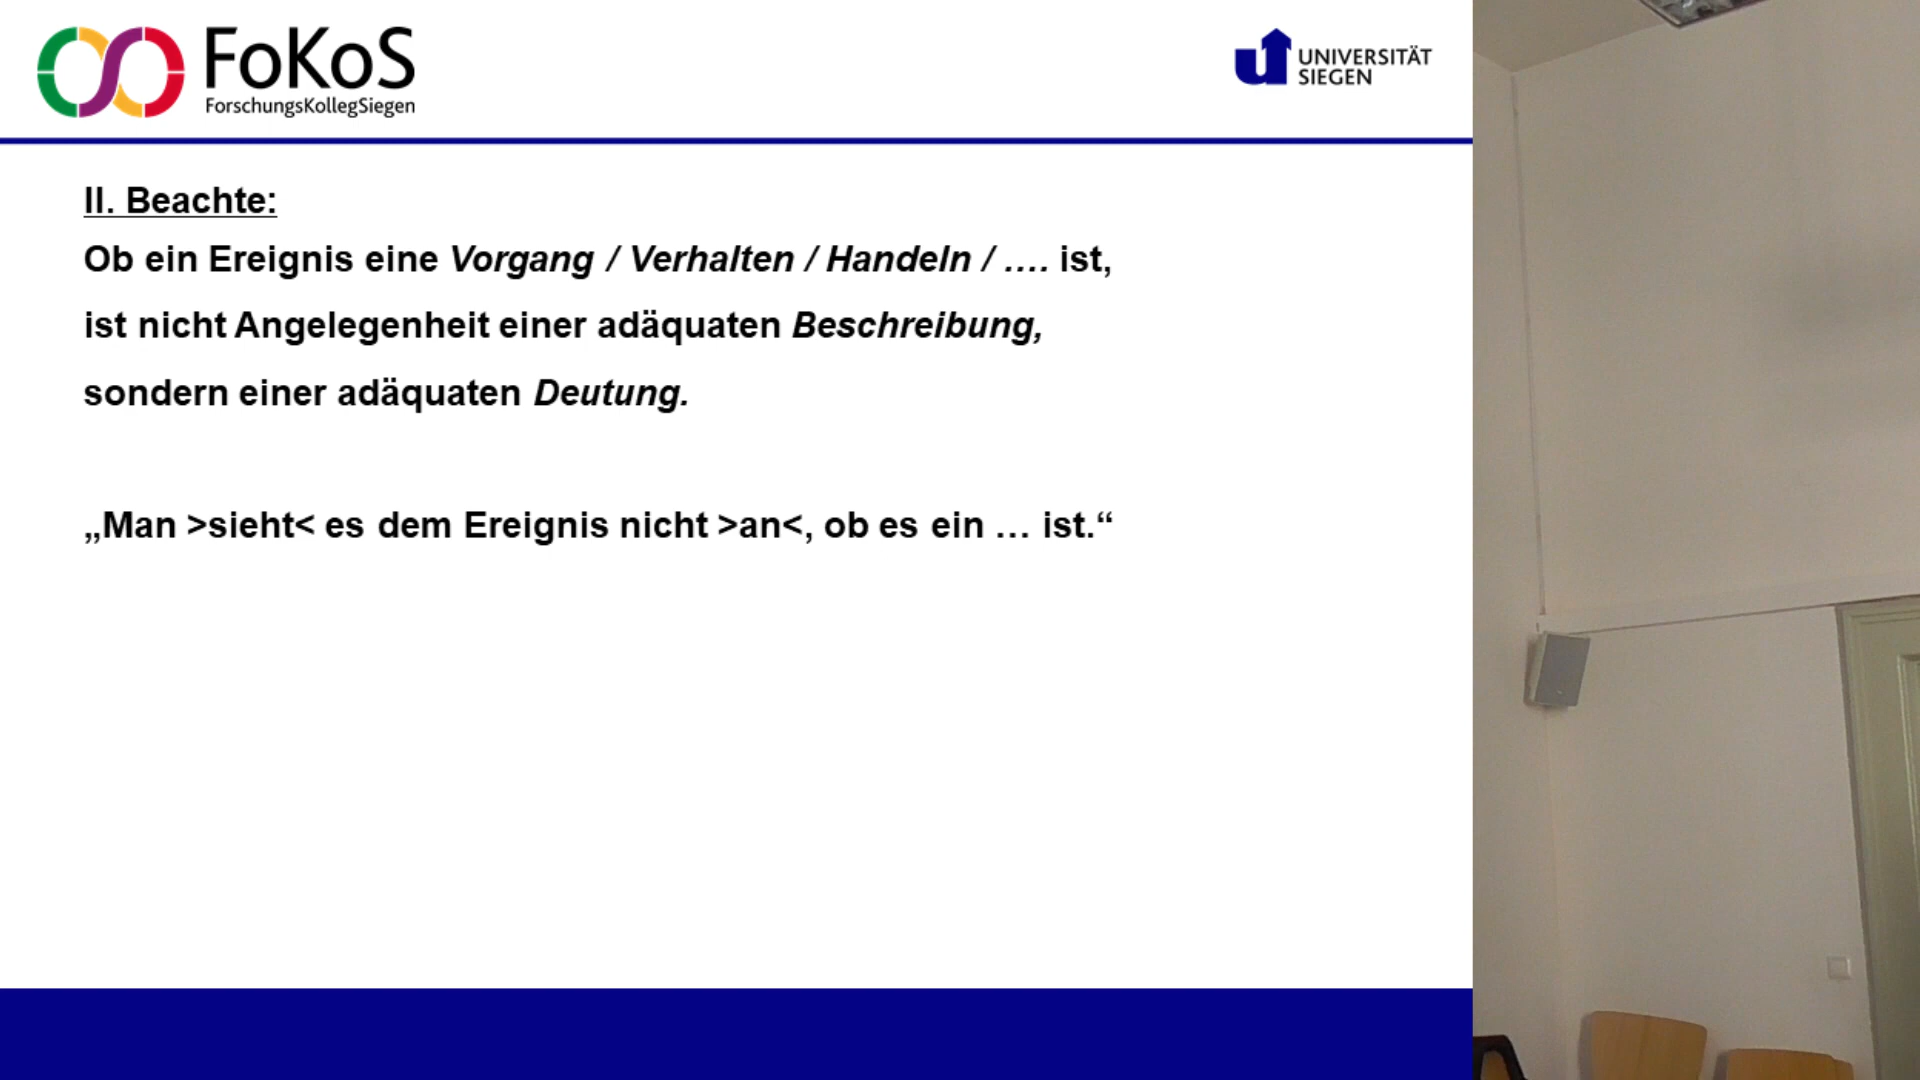 FoKoS
ForschungsKollegSiegen
UNIVERSITÄT
SIEGEN
II. Beachte:
Ob ein Ereignis eine Vorgang / Verhalten / Handeln / …. ist,
ist nicht Angelegenheit einer adäquaten Beschreibung,
sondern einer adäquaten Deutung.
„Man >sieht< es dem Ereignis nicht >an<, ob es ein … ist.“